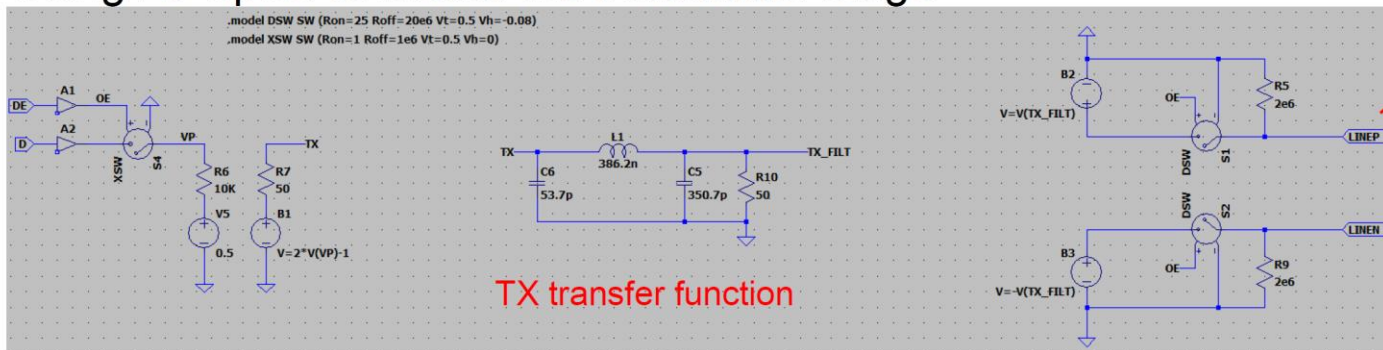 .model DSW SW (Ron=25 Roff=20e6 Vt=0.5 Vh=-0.08)
.model XSW SW (Ron=1 Roff=1e6 Vt=0.5 Vh=0)
DE
A1
OE
D
A2
XSW
S4
VP
R6
10K
V5
0.5
TX
R7
50
B1
V=2*V(VP)-1
TX
C6
53.7p
L1
386.2n
C5
350.7p
R10
50
TX_FILT
TX transfer function
B2
V=V(TX_FILT)
OE
DSW
S1
R5
2e6
LINEP
B3
V=-V(TX_FILT)
OE
DSW
S2
R9
2e6
LINEN